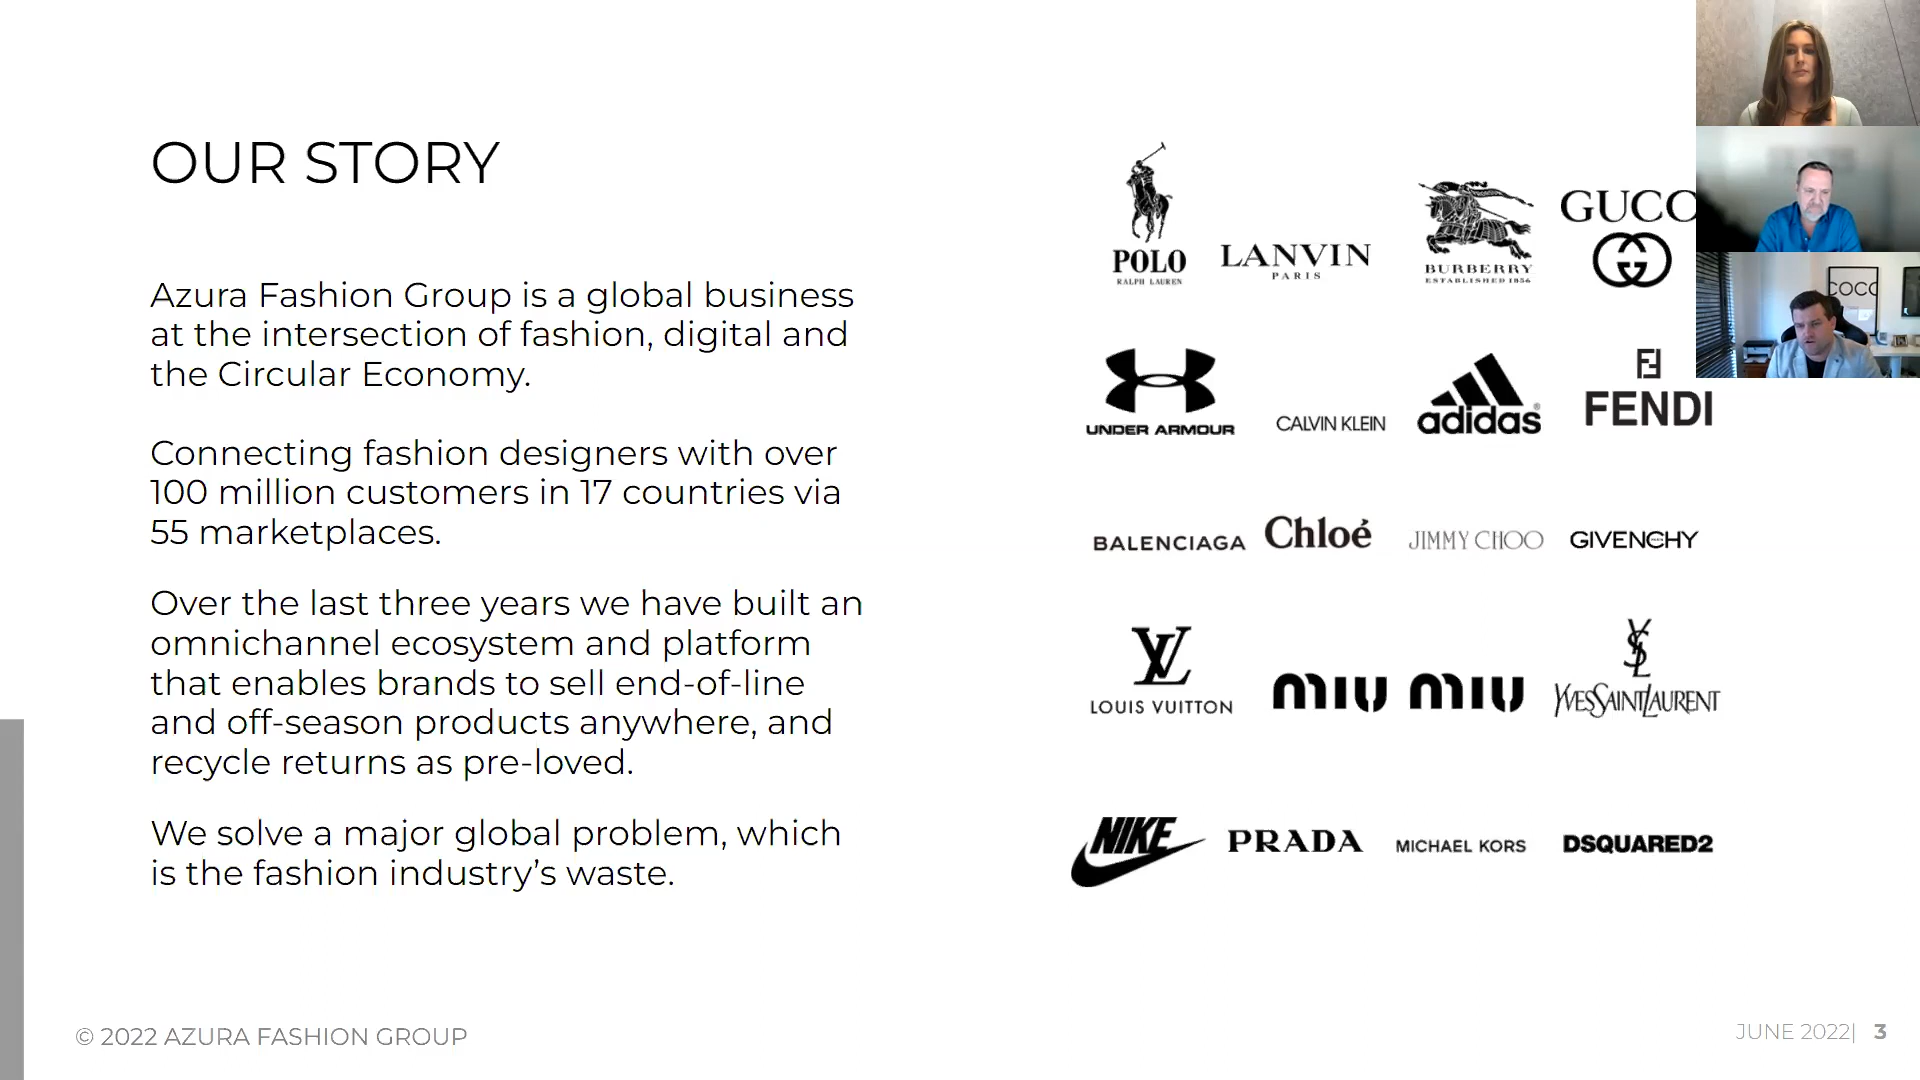 OUR STORY
Azura Fashion Group is a global business
at the intersection of fashion, digital and
the Circular Economy.
Connecting fashion designers with over
100 million customers in 17 countries via
55 marketplaces.
Over the last three years we have built an
omnichannel ecosystem and platform
that enables brands to sell end-of-line
and off-season products anywhere, and
recycle returns as pre-loved.
We solve a major global problem, which
is the fashion industry’s waste.
POLO
RALPH LAUREN
LANVIN
PARIS
BURBERRY
ESTABLISHED 1856
GUCC
UNDER ARMOUR
CALVIN KLEIN
adidas®
FENDI
BALENCIAGA
Chloé
JIMMY CHOO
GIVENCHY
LV
LOUIS VUITTON
miu miu
YSL
YVESSAINTLAURENT
NIKE
PRADA
MICHAEL KORS
DSQUARED2
COCO
© 2022 AZURA FASHION GROUP
JUNE 2022| 3